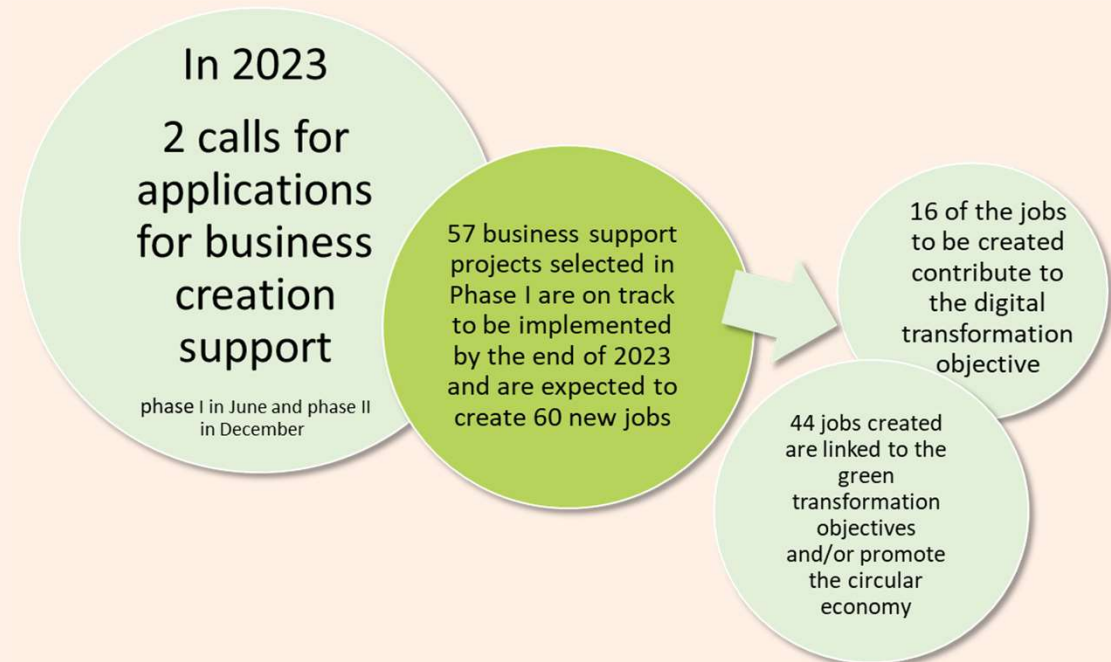 In 2023
2 calls for
applications
for business
creation
support
phase I in June and phase II
in December
57 business support
projects selected in
Phase I are on track
to be implemented
by the end of 2023
and are expected to
create 60 new jobs
16 of the jobs
to be created
contribute to
the digital
transformation
objective
44 jobs created
are linked to the
green
transformation
objectives
and/or promote
the circular
economy